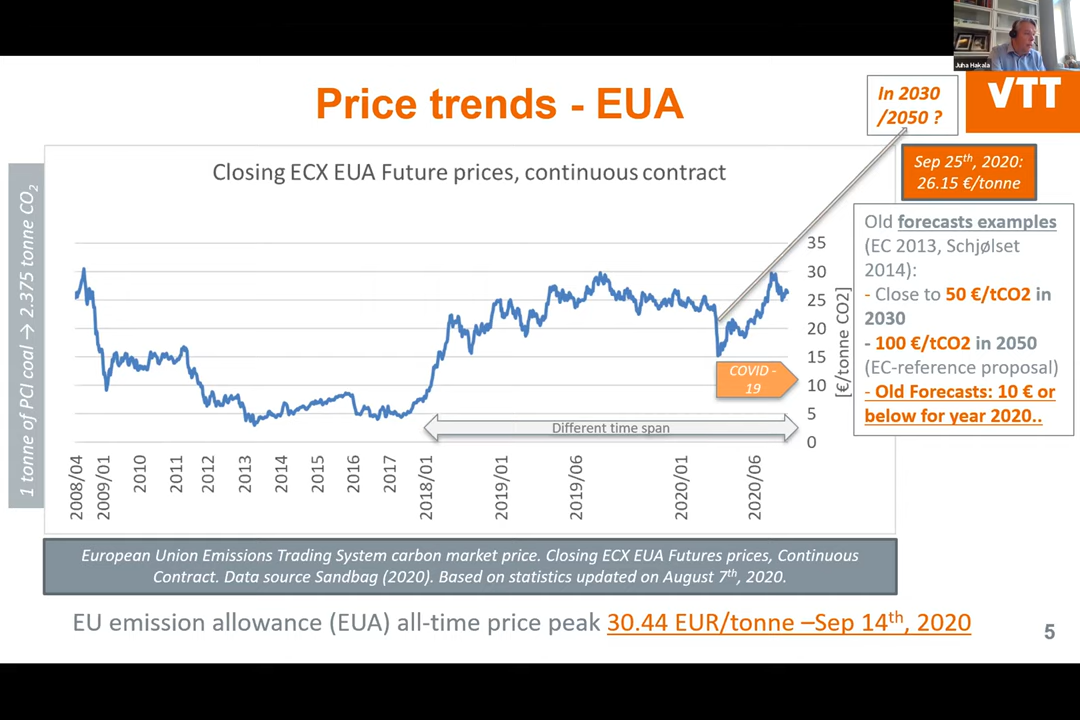 Juha Hakala
VTT
Price trends - EUA
In 2030
/2050 ?
Sep 25th, 2020:
26.15 €/tonne
Closing ECX EUA Future prices, continuous contract
1 tonne of PCI coal → 2.375 tonne CO2
35
30
25
20
15
10
5
0
[€/tonne CO2]
COVID -
19
Different time span
2008/04
2009/01
2010
2011
2012
2013
2014
2015
2016
2017
2018/01
2019/01
2019/06
2020/01
2020/06
Old forecasts examples
(EC 2013, Schjølset
2014):
- Close to 50 €/tCO2 in
2030
- 100 €/tCO2 in 2050
(EC-reference proposal)
- Old Forecasts: 10 € or
below for year 2020..
European Union Emissions Trading System carbon market price. Closing ECX EUA Futures prices, Continuous
Contract. Data source Sandbag (2020). Based on statistics updated on August 7th, 2020.
EU emission allowance (EUA) all-time price peak 30.44 EUR/tonne –Sep 14th, 2020
5